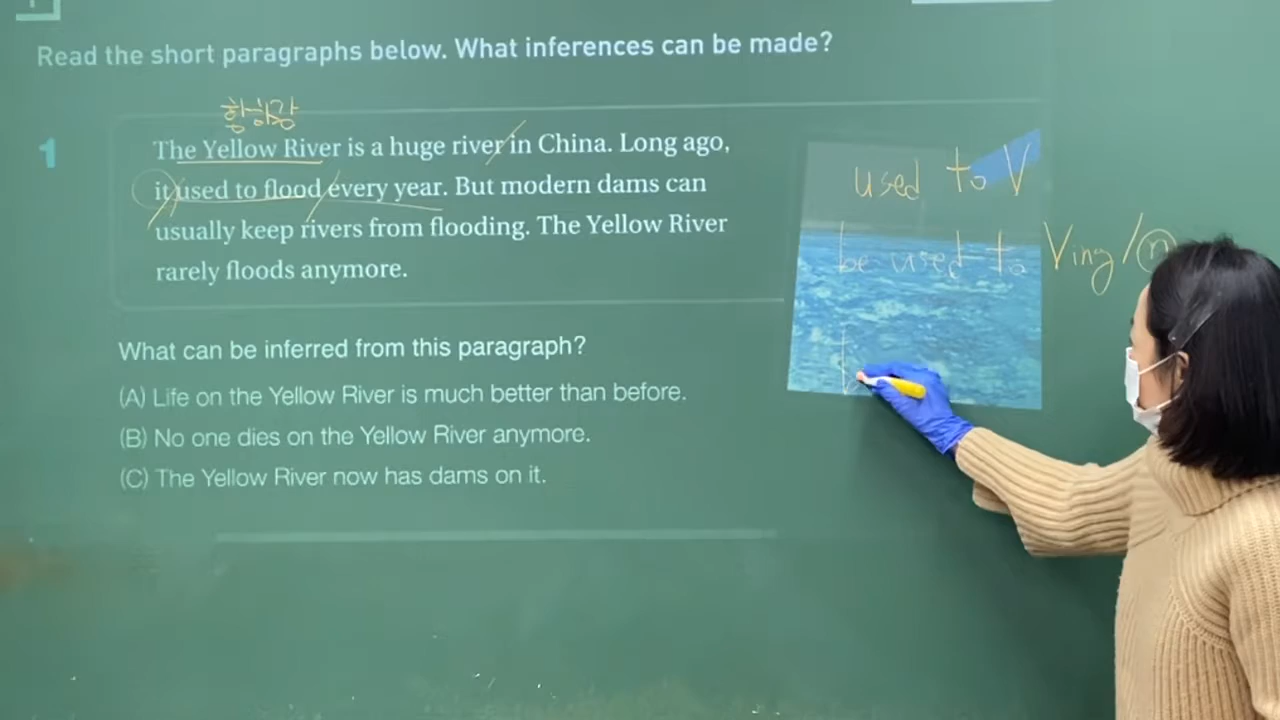 Read the short paragraphs below. What inferences can be made?
황하강
1
The Yellow River is a huge river in China. Long ago,
it used to flood every year. But modern dams can
usually keep rivers from flooding. The Yellow River
rarely floods anymore.
used to V
be used to Ving / n
b
What can be inferred from this paragraph?
(A) Life on the Yellow River is much better than before.
(B) No one dies on the Yellow River anymore.
(C) The Yellow River now has dams on it.